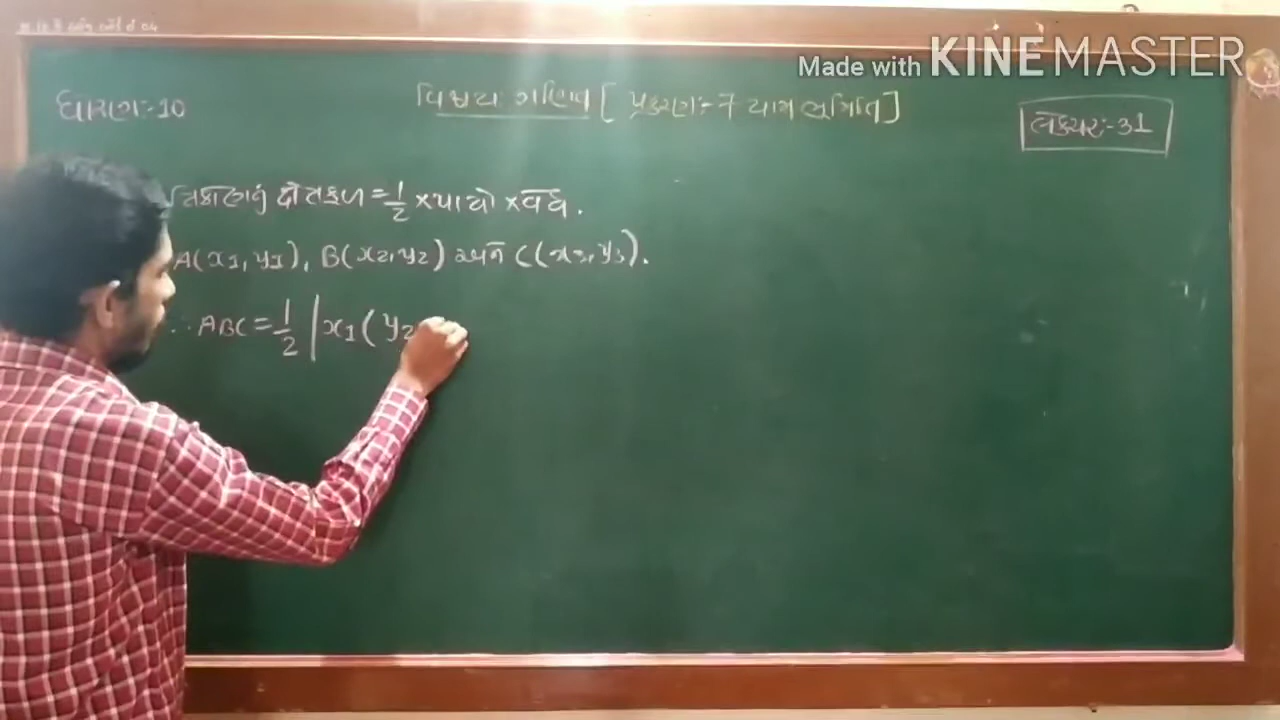 Made with KINEMASTER
ધોરણ:-10
વિષય ગણિત [ પ્રકરણ:- 7 યામ ભૂમિતિ ]
લેક્ચર:-31
ત્રિકોણનું ક્ષેત્રફળ = 1/2 × પાયો × વેધ.
A(x1, y1), B(x2, y2) અને C(x3, y3).
∴ ABC = 1/2 | x1 ( y2